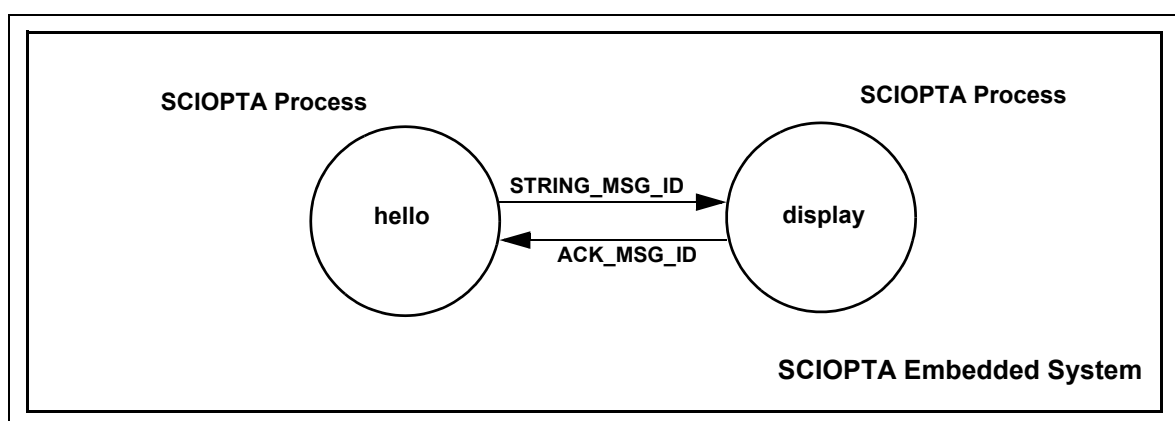 SCIOPTA Process
SCIOPTA Process
hello
STRING_MSG_ID
display
ACK_MSG_ID
SCIOPTA Embedded System